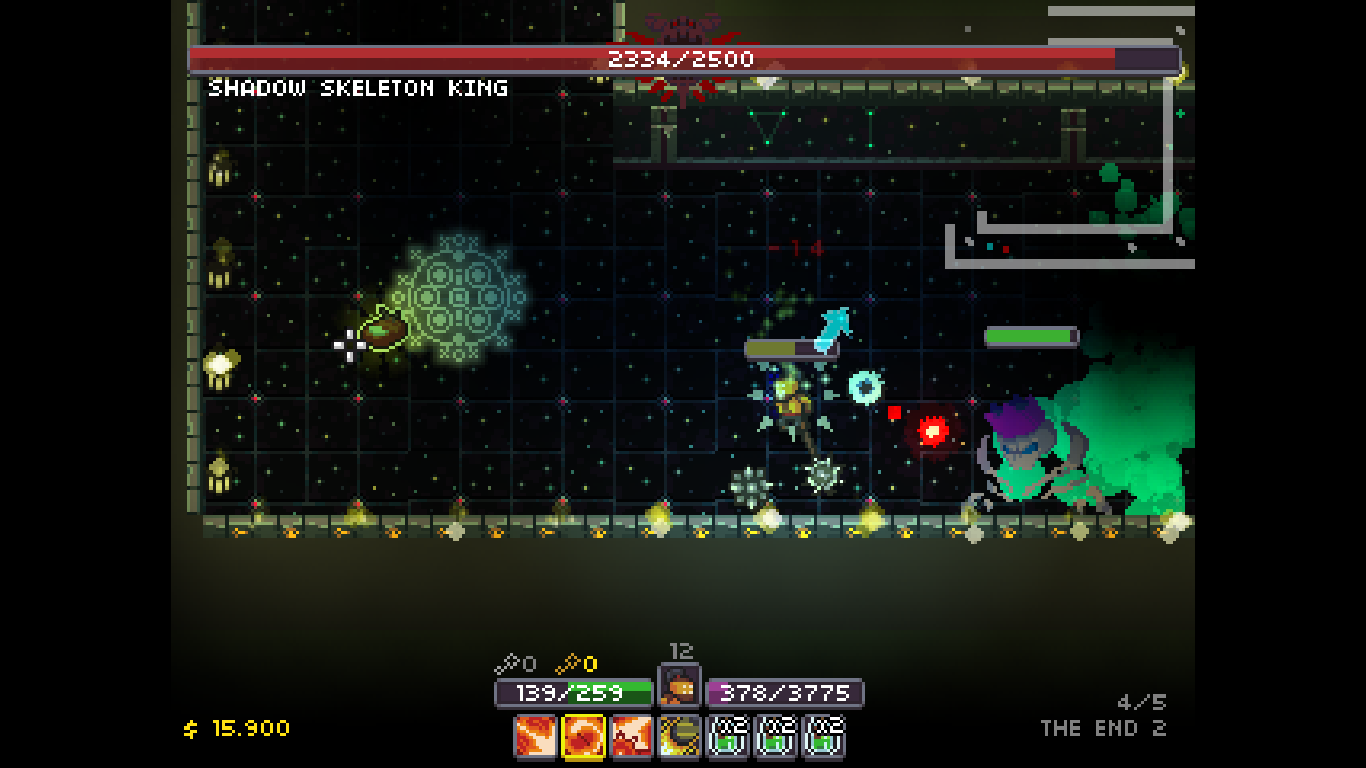 2334/2500
SHADOW SKELETON KING
-14
12
0
0
139/259
378/3775
X2
X2
X2
$ 15.900
4/5
THE END 2